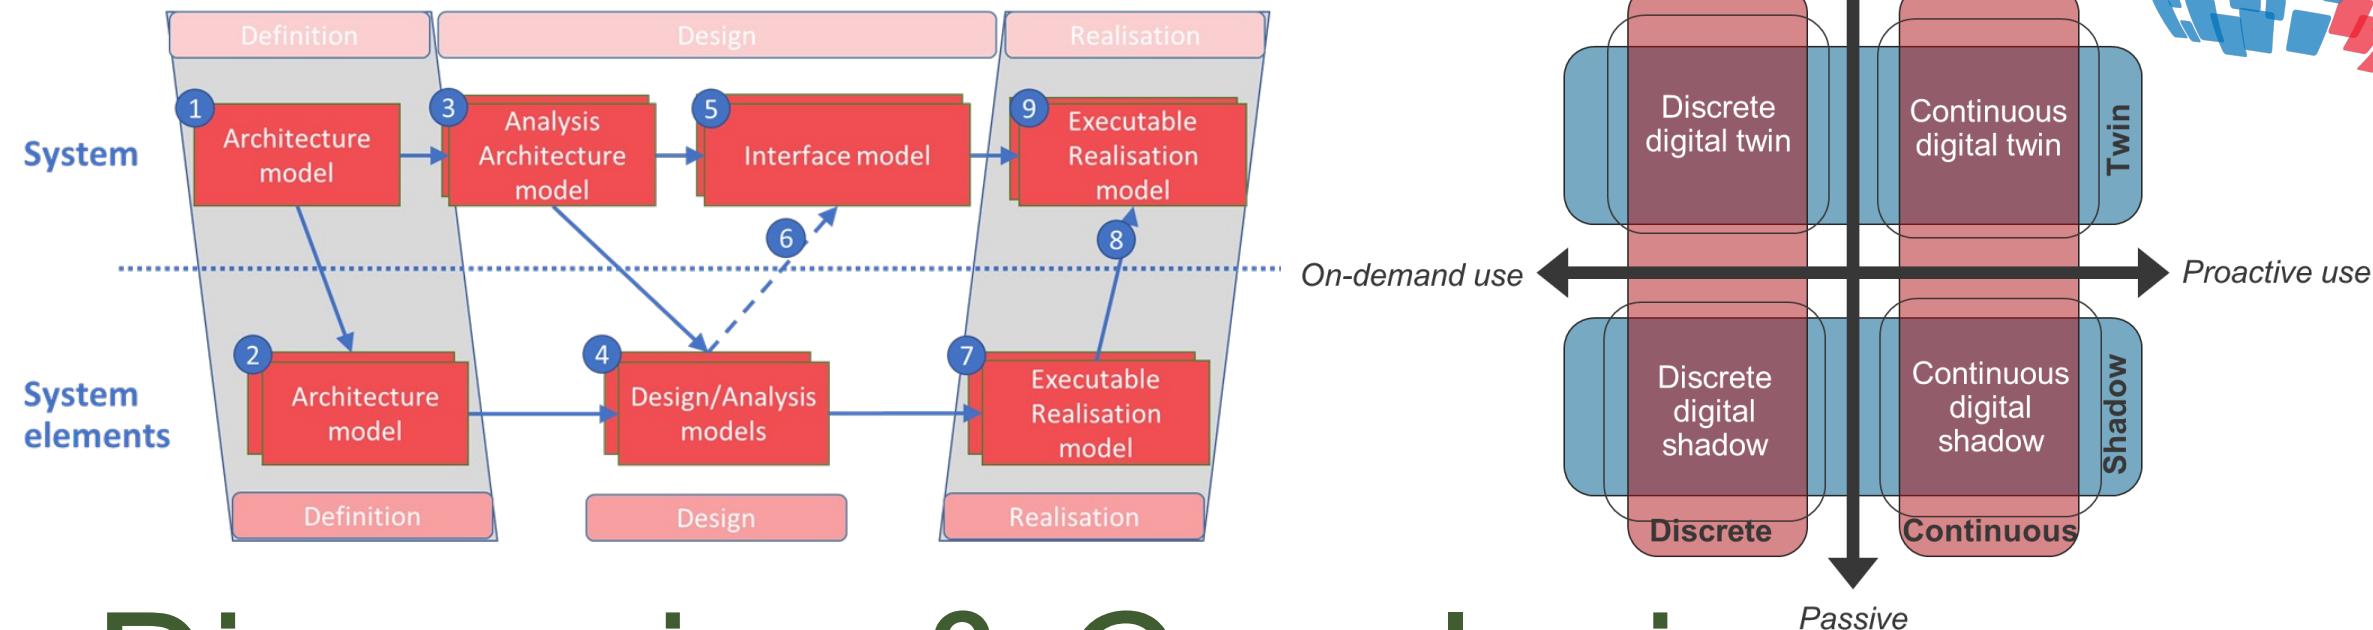 Definition
Design
Realisation
System
1
Architecture
model
3
Analysis
Architecture
model
5
Interface model
9
Executable
Realisation
model
6
8
System
elements
2
Architecture
model
4
Design/Analysis
models
7
Executable
Realisation
model
Definition
Design
Realisation
Discrete
digital twin
Continuous
digital twin
Twin
On-demand use
Proactive use
Discrete
digital
shadow
Continuous
digital
shadow
Shadow
Discrete
Continuous
Passive